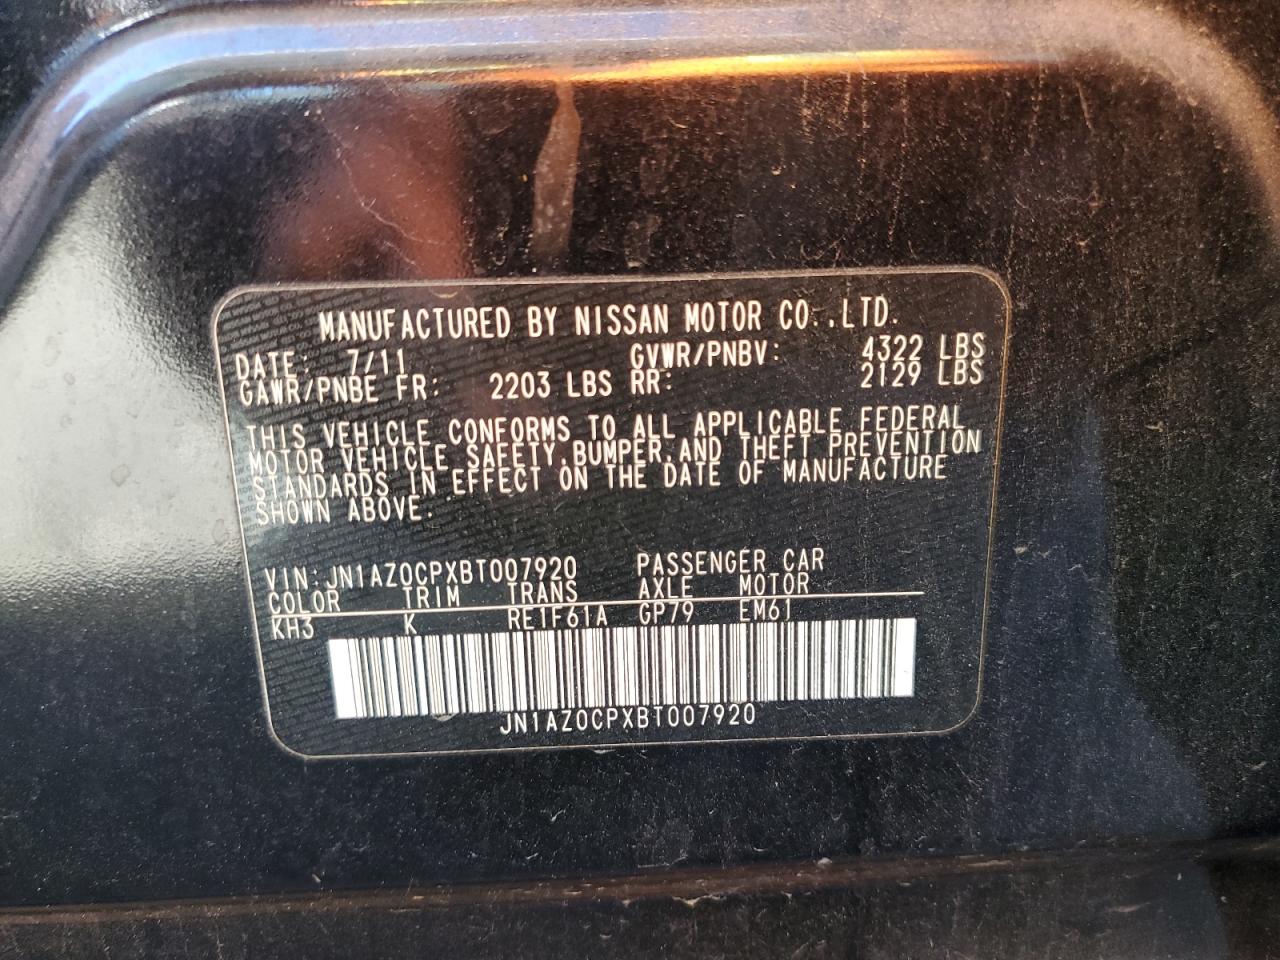 MANUFACTURED BY NISSAN MOTOR CO.,LTD.
DATE: 7/11 GVWR/PNBV: 4322 LBS
GAWR/PNBE FR: 2203 LBS RR: 2129 LBS
THIS VEHICLE CONFORMS TO ALL APPLICABLE FEDERAL
MOTOR VEHICLE SAFETY,BUMPER,AND THEFT PREVENTION
STANDARDS IN EFFECT ON THE DATE OF MANUFACTURE
SHOWN ABOVE.
VIN:JN1AZ0CPXBT007920 PASSENGER CAR
COLOR TRIM TRANS AXLE MOTOR
KH3 K RE1F61A GP79 EM61
JN1AZ0CPXBT007920